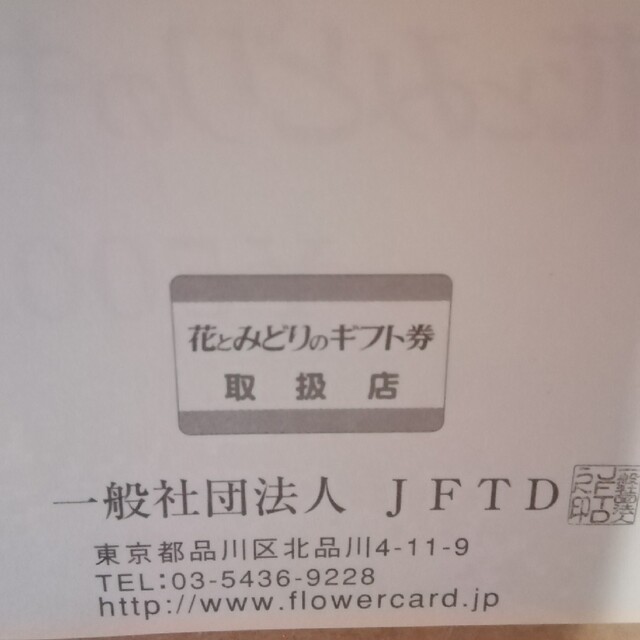 花とみどりのギフト券
取扱店
一般社団法人 JFTD
東京都品川区北品川4-11-9
TEL:03-5436-9228
http://www.flowercard.jp